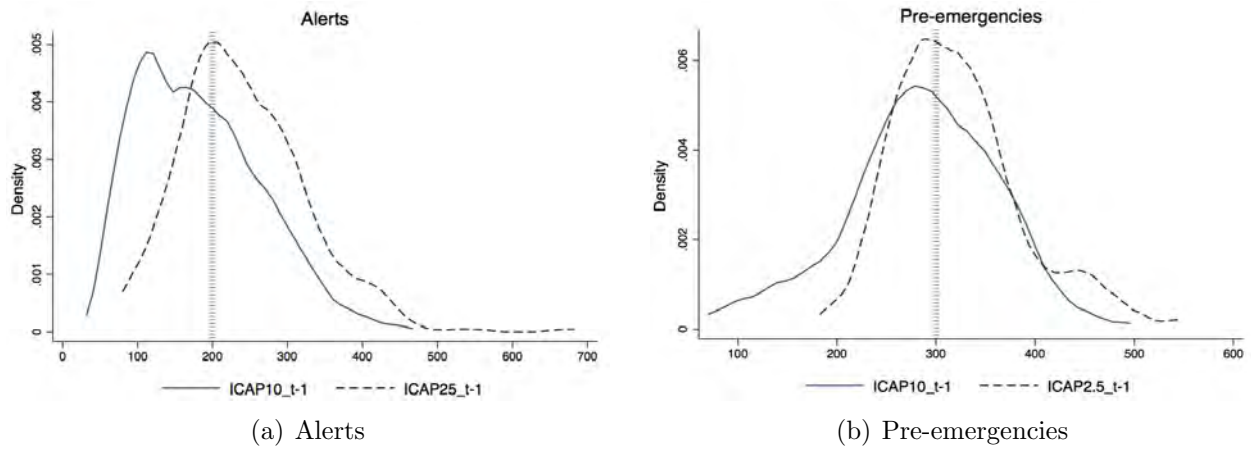 Alerts
Density
.005
.004
.003
.002
.001
0
0 100 200 300 400 500 600 700
ICAP10_t-1 ICAP25_t-1
(a) Alerts
Pre-emergencies
Density
.006
.004
.002
0
100 200 300 400 500 600
ICAP10_t-1 ICAP2.5_t-1
(b) Pre-emergencies